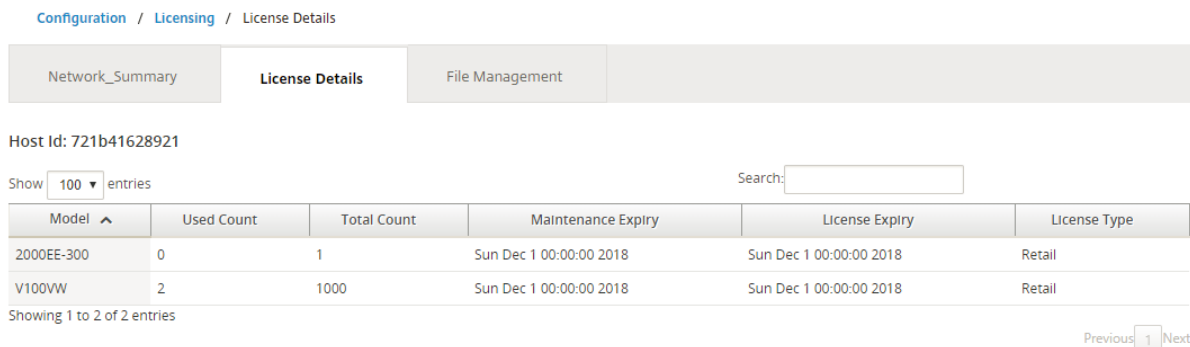 Configuration / Licensing / License Details
Network_Summary License Details File Management
Host Id: 721b41628921
Show 100 entries Search:
Model Used Count Total Count Maintenance Expiry License Expiry License Type
2000EE-300 0 1 Sun Dec 1 00:00:00 2018 Sun Dec 1 00:00:00 2018 Retail
V100VW 2 1000 Sun Dec 1 00:00:00 2018 Sun Dec 1 00:00:00 2018 Retail
Showing 1 to 2 of 2 entries
Previous 1 Next